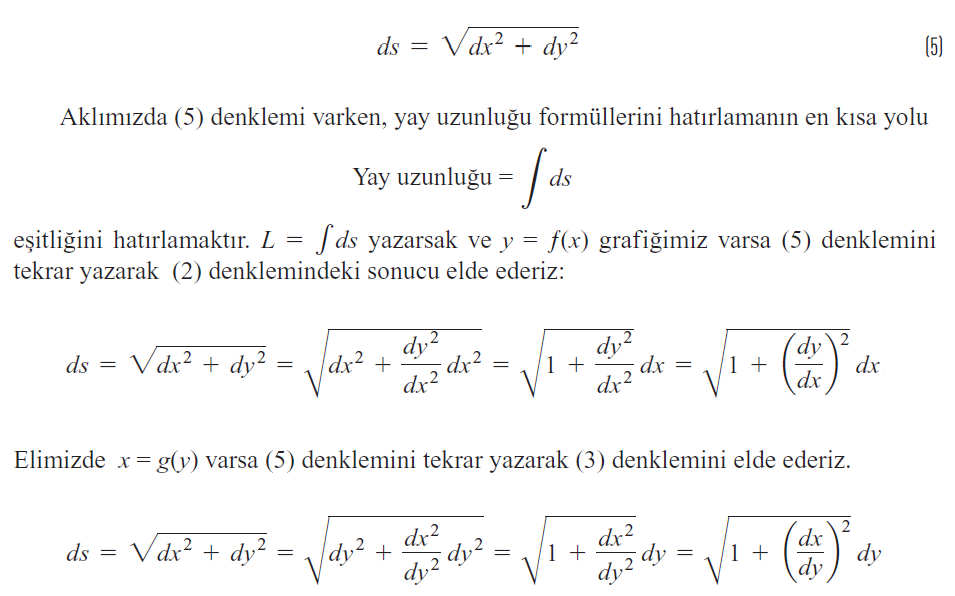 ds = √(dx² + dy²) (5)
Aklımızda (5) denklemi varken, yay uzunluğu formüllerini hatırlamanın en kısa yolu
Yay uzunluğu = ∫ ds
eşitliğini hatırlamaktır. L = ∫ ds yazarsak ve y = f(x) grafiğimiz varsa (5) denklemini
tekrar yazarak (2) denklemindeki sonucu elde ederiz:
ds = √(dx² + dy²) = √(dx² + (dy²/dx²) dx²) = √(1 + dy²/dx²) dx = √(1 + (dy/dx)²) dx
Elimizde x = g(y) varsa (5) denklemini tekrar yazarak (3) denklemini elde ederiz.
ds = √(dx² + dy²) = √(dy² + (dx²/dy²) dy²) = √(1 + dx²/dy²) dy = √(1 + (dx/dy)²) dy